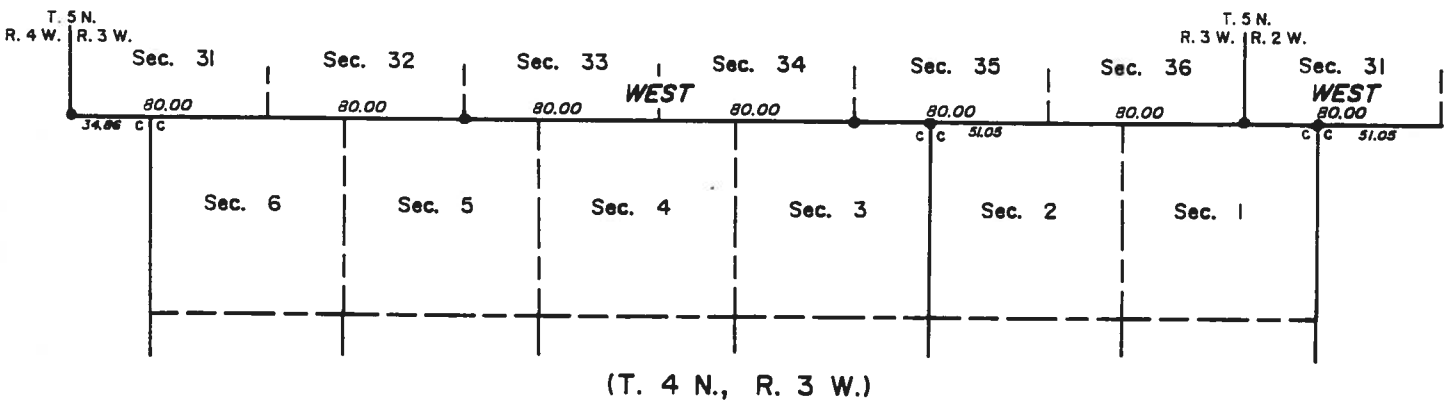 T. 5 N.
R. 4 W. R. 3 W.
T. 5 N.
R. 3 W. R. 2 W.
Sec. 31 Sec. 32 Sec. 33 Sec. 34 Sec. 35 Sec. 36 Sec. 31
WEST WEST
80.00 80.00 80.00 80.00 80.00 80.00 80.00
34.86 C C C C 51.05 C C 51.05
Sec. 6 Sec. 5 Sec. 4 Sec. 3 Sec. 2 Sec. 1
(T. 4 N., R. 3 W.)